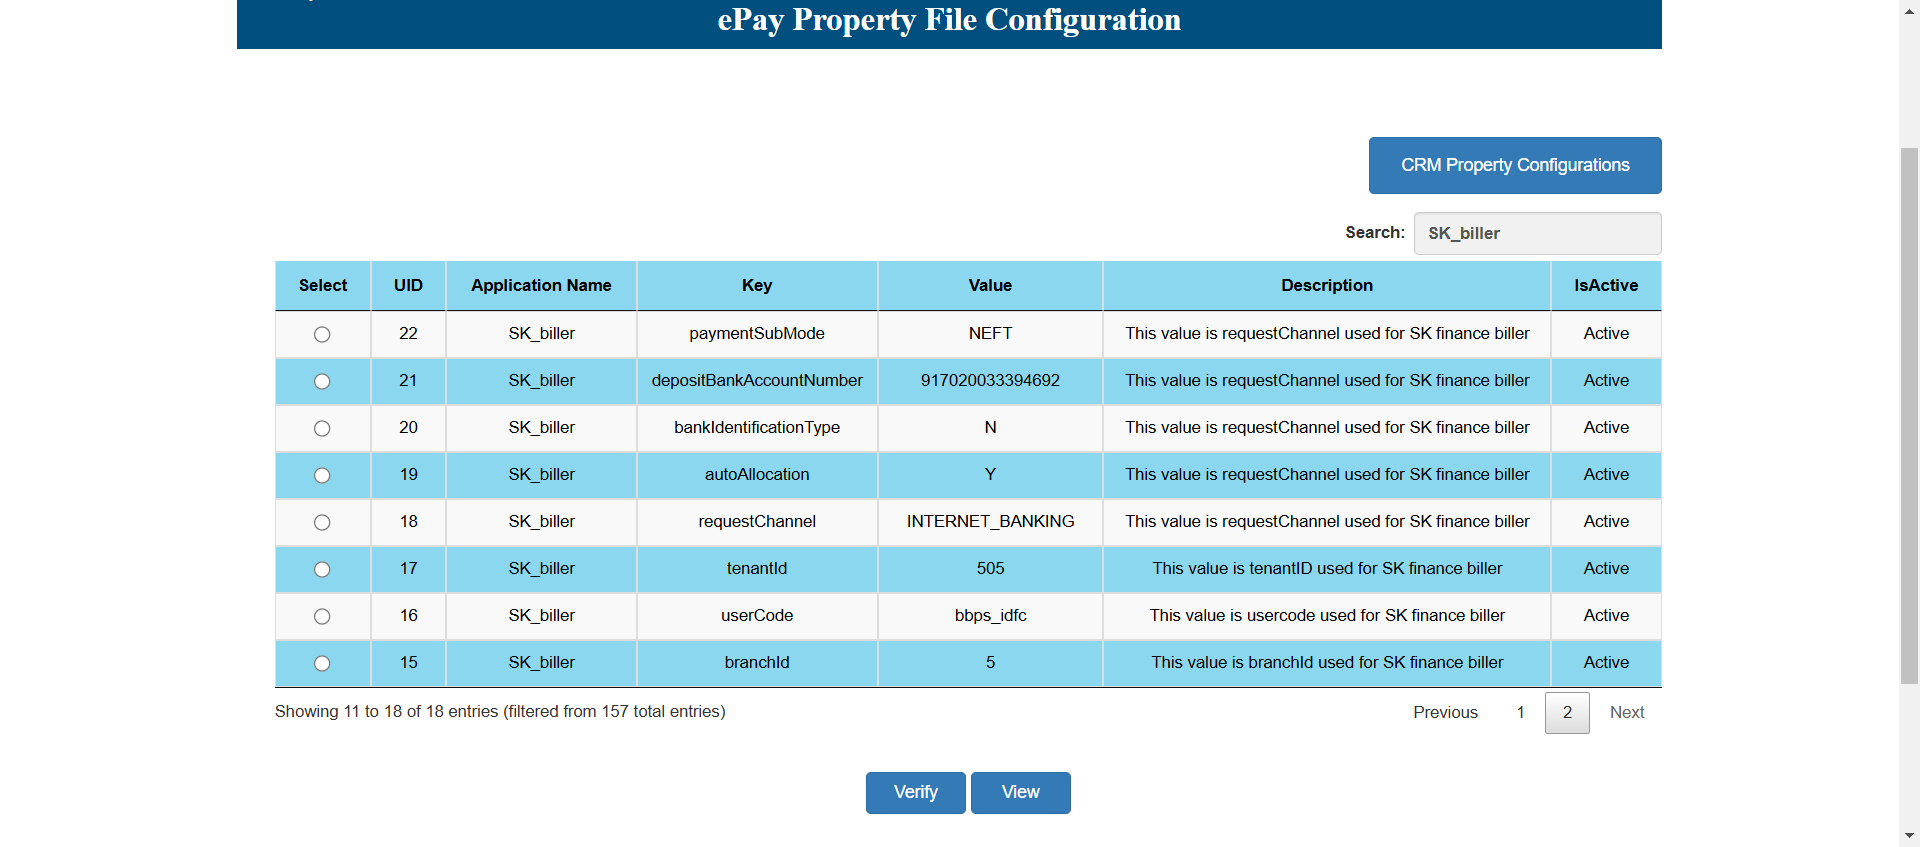 ePay Property File Configuration
CRM Property Configurations
Search: SK_biller
Select UID Application Name Key Value Description IsActive
22 SK_biller paymentSubMode NEFT This value is requestChannel used for SK finance biller Active
21 SK_biller depositBankAccountNumber 917020033394692 This value is requestChannel used for SK finance biller Active
20 SK_biller bankIdentificationType N This value is requestChannel used for SK finance biller Active
19 SK_biller autoAllocation Y This value is requestChannel used for SK finance biller Active
18 SK_biller requestChannel INTERNET_BANKING This value is requestChannel used for SK finance biller Active
17 SK_biller tenantId 505 This value is tenantID used for SK finance biller Active
16 SK_biller userCode bbps_idfc This value is usercode used for SK finance biller Active
15 SK_biller branchId 5 This value is branchId used for SK finance biller Active
Showing 11 to 18 of 18 entries (filtered from 157 total entries) Previous 1 2 Next
Verify View